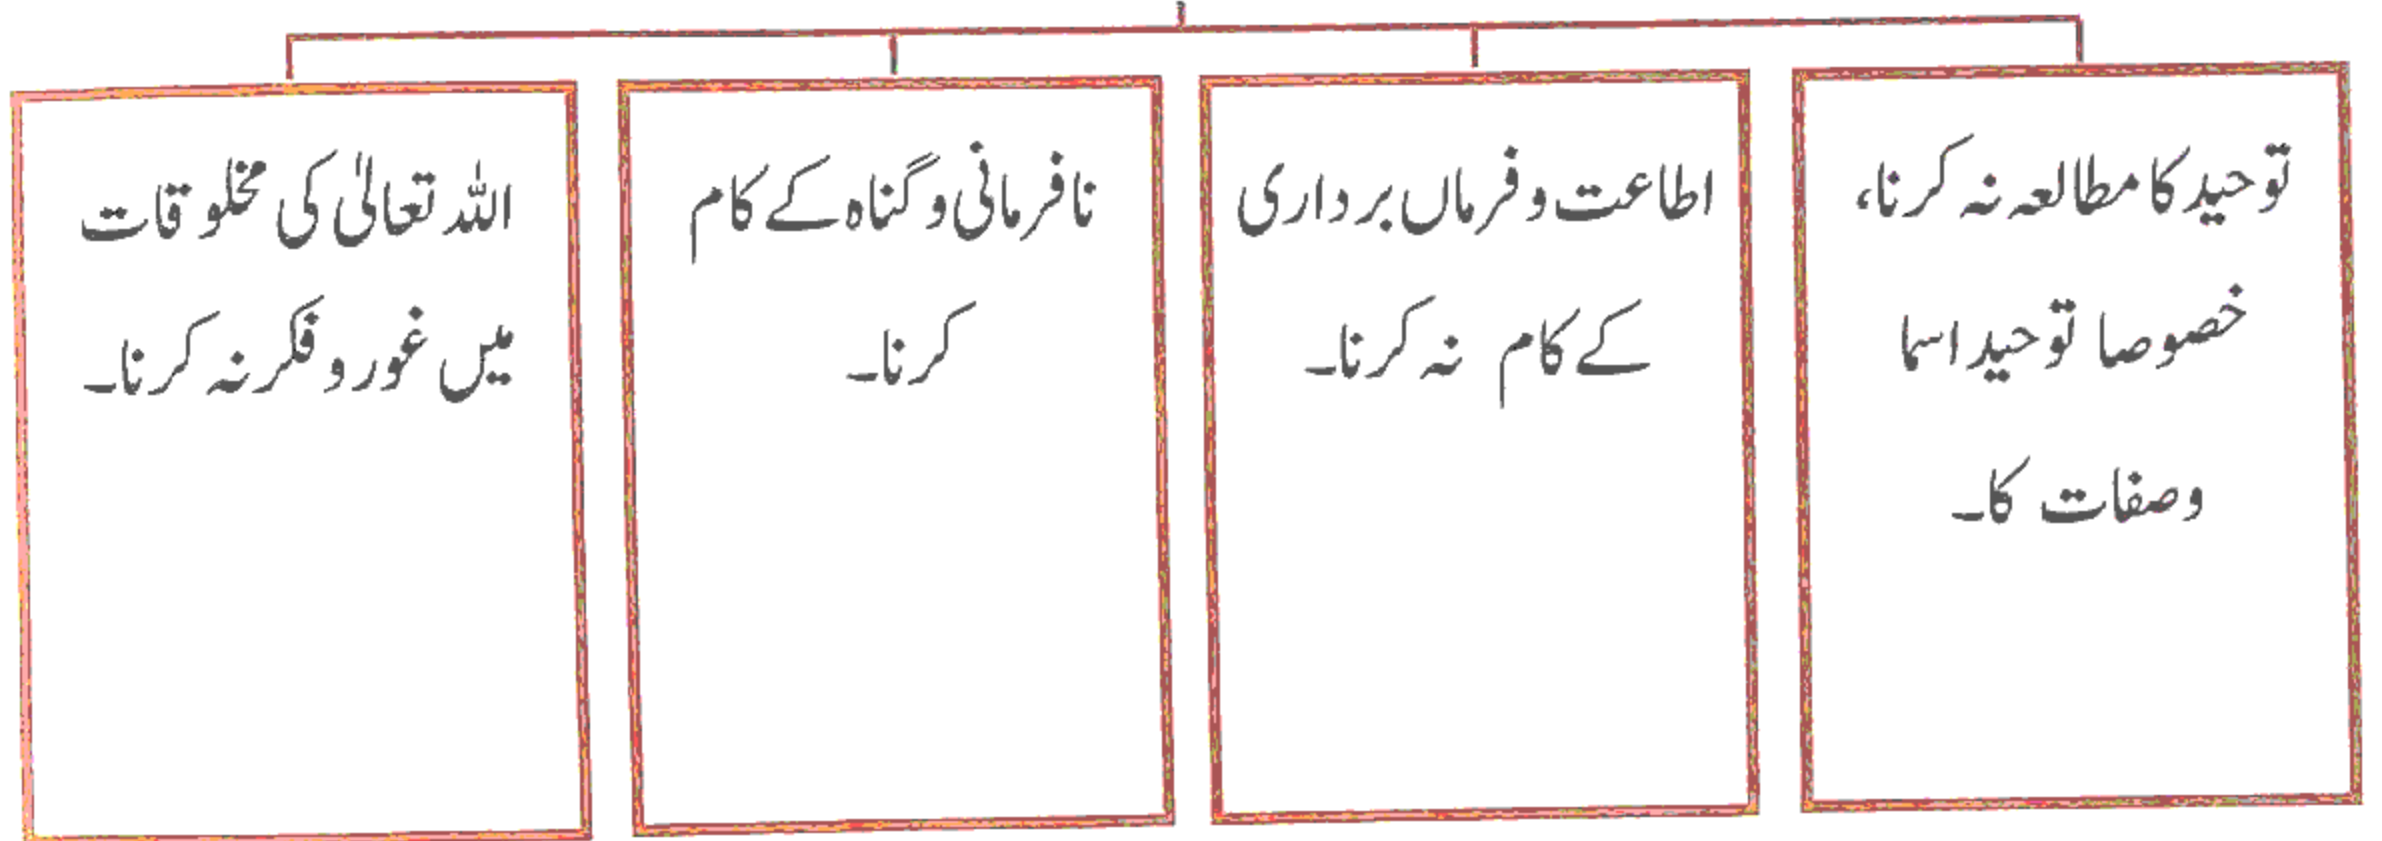 توحید کا مطالعہ نہ کرنا،
خصوصا توحید اسما
وصفات کا۔
اطاعت و فرماں برداری
کے کام نہ کرنا۔
نافرمانی و گناہ کے کام
کرنا۔
اللہ تعالیٰ کی مخلوقات
میں غور و فکر نہ کرنا۔